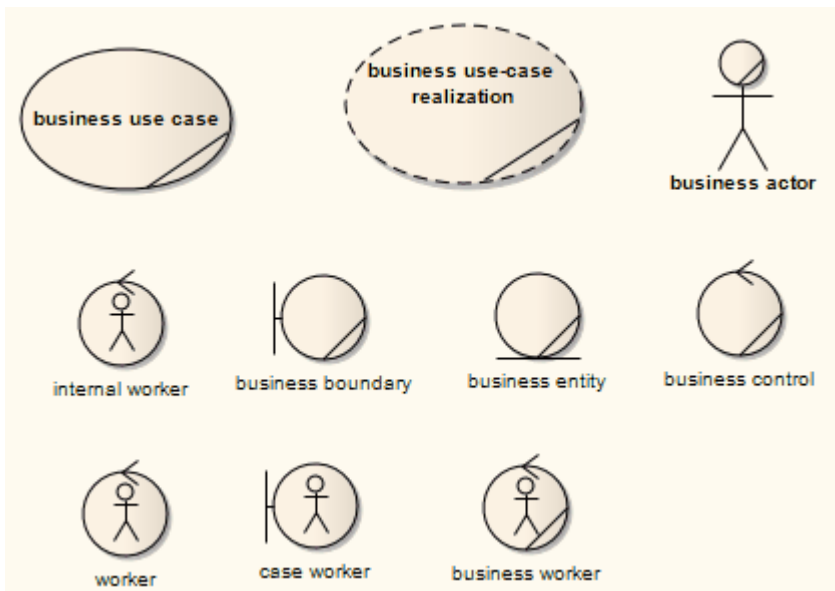 business use case
business use-case
realization
business actor
internal worker
business boundary
business entity
business control
worker
case worker
business worker